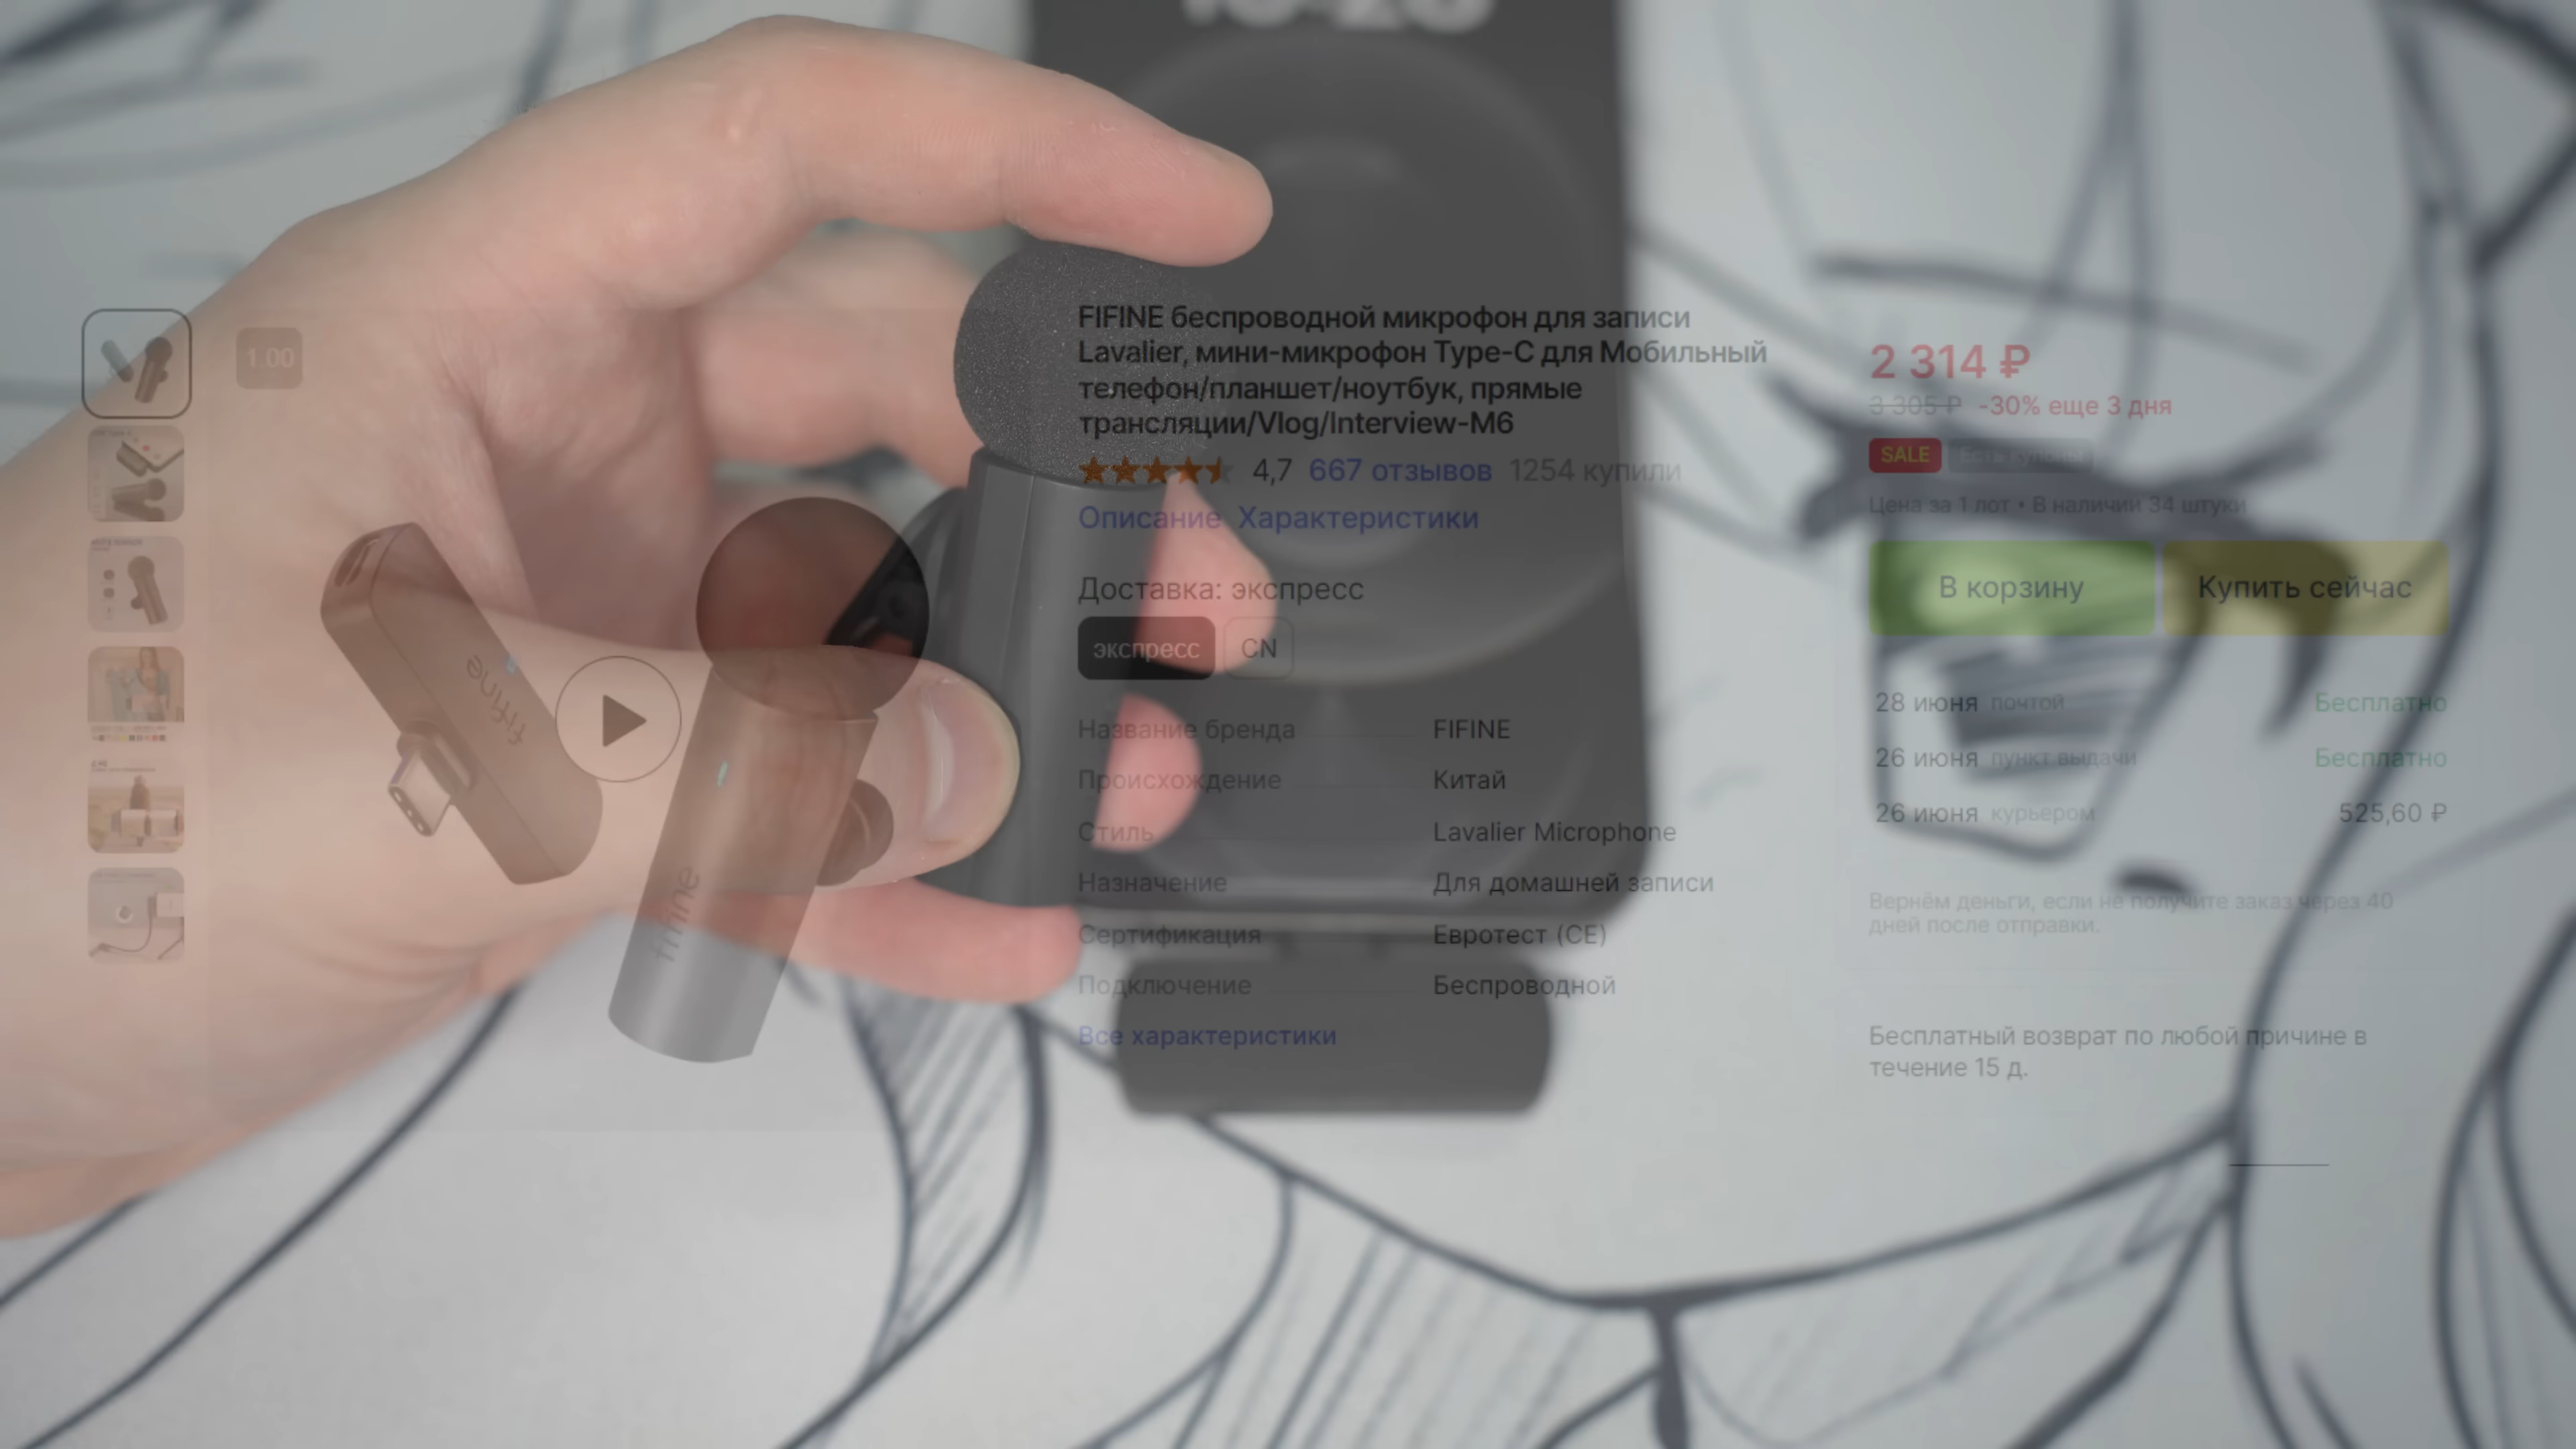 1.00
fifine
fifine
FIFINE беспроводной микрофон для записи
Lavalier, мини-микрофон Type-C для Мобильный
телефон/планшет/ноутбук, прямые
трансляции/Vlog/Interview-M6
4,7 667 отзывов 1254 купили
Описание Характеристики
Доставка: экспресс
экспресс CN
Название бренда FIFINE
Происхождение Китай
Стиль Lavalier Microphone
Назначение Для домашней записи
Сертификация Евротест (CE)
Подключение Беспроводной
Все характеристики
2 314 ₽
3 305 ₽ -30% еще 3 дня
SALE Есть купоны
Цена за 1 лот • В наличии 34 штуки
В корзину Купить сейчас
28 июня почтой Бесплатно
26 июня пункт выдачи Бесплатно
26 июня курьером 525,60 ₽
Вернём деньги, если не получите заказ через 40
дней после отправки.
Бесплатный возврат по любой причине в
течение 15 д.